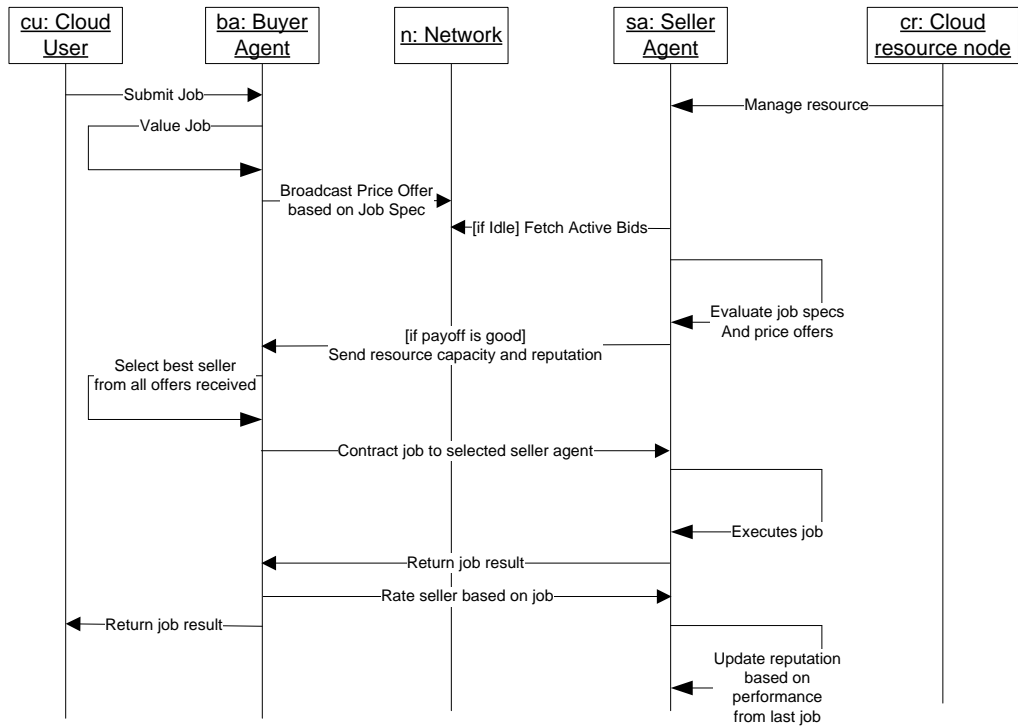 cu: Cloud
User
ba: Buyer
Agent
n: Network
sa: Seller
Agent
cr: Cloud
resource node
Submit Job
Manage resource
Value Job
Broadcast Price Offer
based on Job Spec
[if Idle] Fetch Active Bids
Evaluate job specs
And price offers
[if payoff is good]
Send resource capacity and reputation
Select best seller
from all offers received
Contract job to selected seller agent
Executes job
Return job result
Rate seller based on job
Return job result
Update reputation
based on
performance
from last job